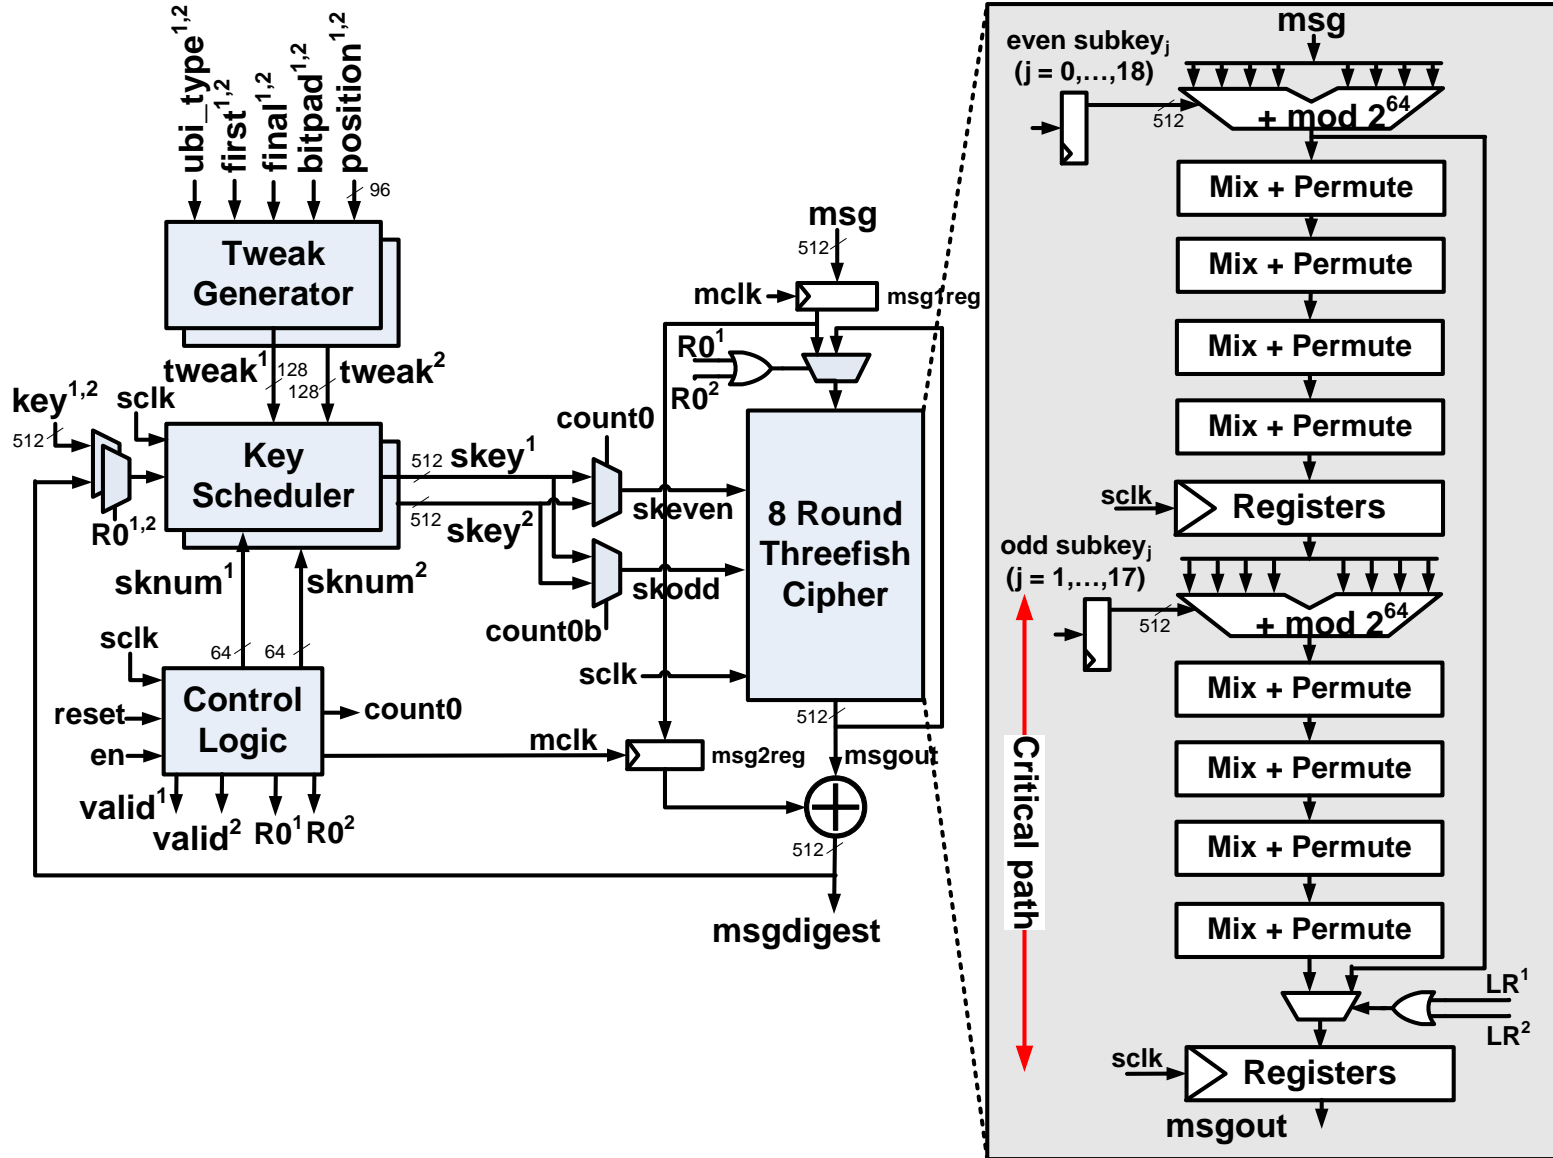 ubi_type1,2
first1,2
final1,2
bitpad1,2
position1,2
96
Tweak
Generator
tweak1
128
128
tweak2
key1,2
512
sclk
R01,2
Key
Scheduler
512
skey1
512
skey2
sknum1
sknum2
64
64
sclk
reset
en
Control
Logic
count0
mclk
valid1
valid2
R01
R02
count0
skeven
skodd
count0b
sclk
msg
512
mclk
msg1reg
R01
R02
8 Round
Threefish
Cipher
512
msgout
msg2reg
512
msgdigest
msg
even subkeyj
(j = 0,...,18)
512
+ mod 264
Mix + Permute
Mix + Permute
Mix + Permute
Mix + Permute
sclk
Registers
odd subkeyj
(j = 1,...,17)
512
+ mod 264
Critical path
Mix + Permute
Mix + Permute
Mix + Permute
Mix + Permute
LR1
LR2
sclk
Registers
msgout